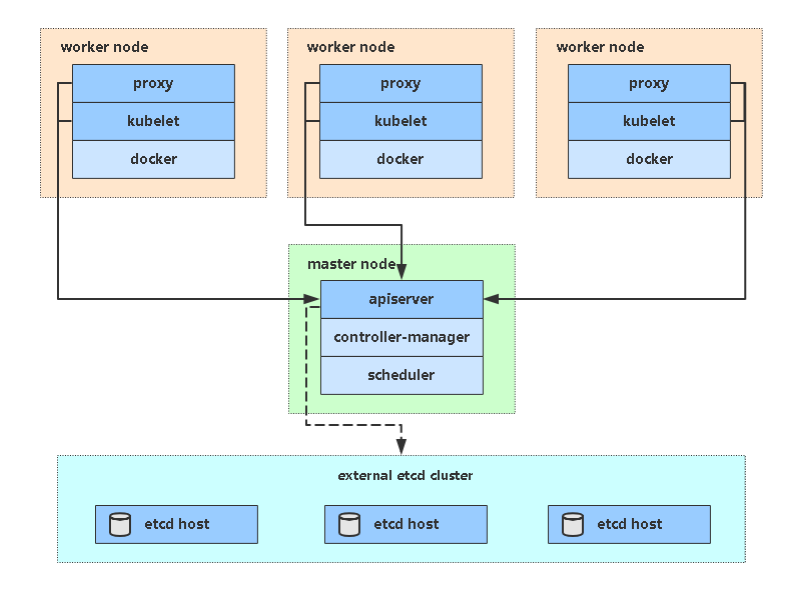 worker node
proxy
kubelet
docker
worker node
proxy
kubelet
docker
worker node
proxy
kubelet
docker
master node
apiserver
controller-manager
scheduler
external etcd cluster
etcd host
etcd host
etcd host